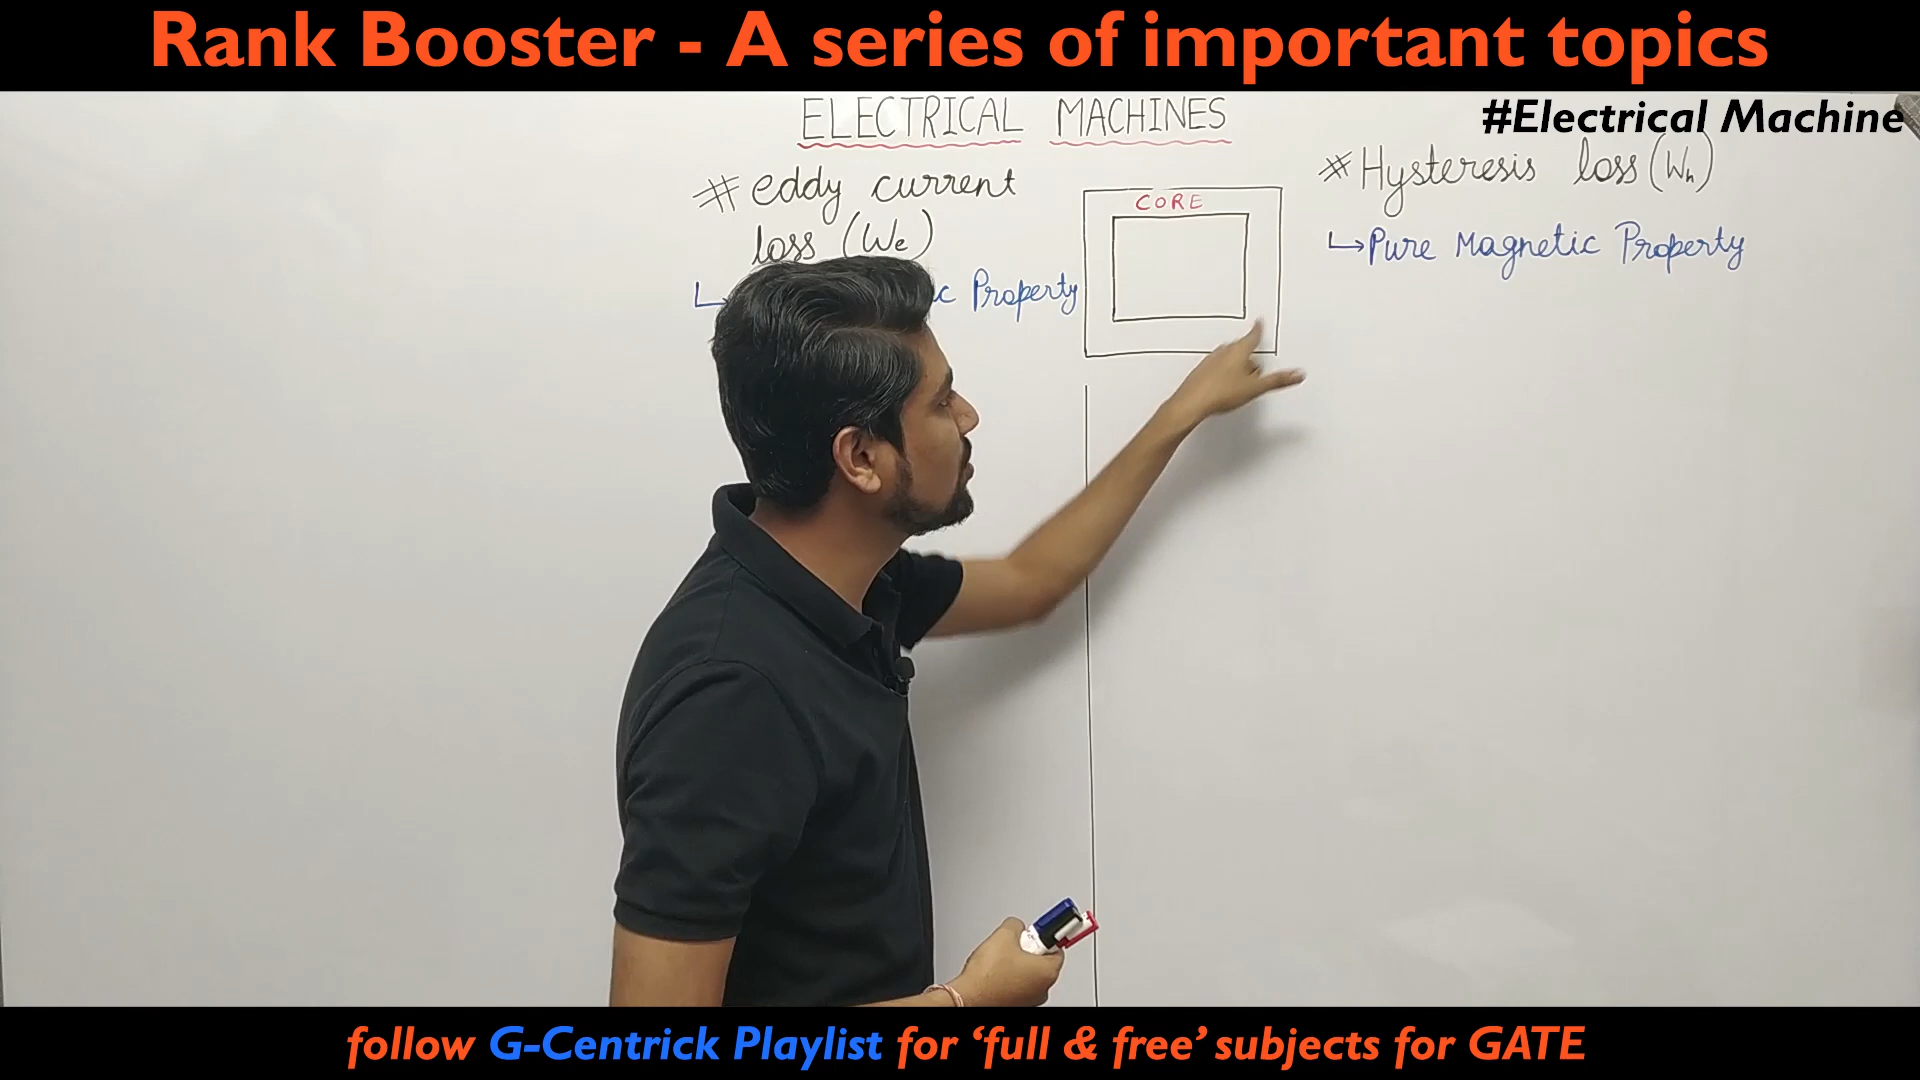 Rank Booster - A series of important topics
#Electrical Machine
ELECTRICAL MACHINES
# eddy current
loss (We)
Property
CORE
* Hysteresis loss (Wh)
↳ Pure Magnetic Property
follow G-Centrick Playlist for ‘full & free’ subjects for GATE